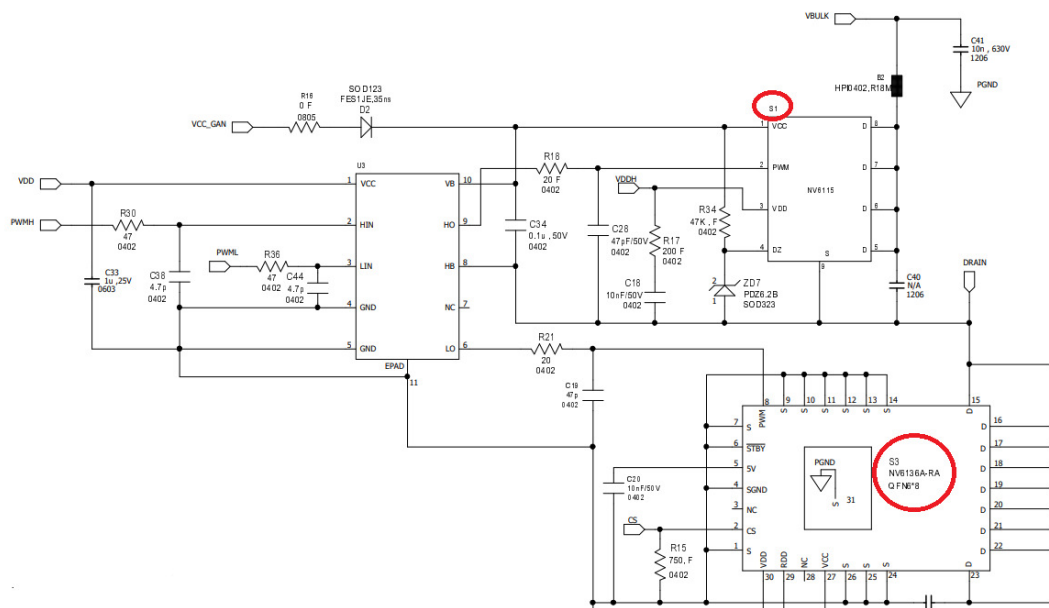 VBULK
C41
10n , 630V
1206
PGND
B2
HPI0402,R18M
SOD123
FES1JE,35ns
D2
R16
0 F
0805
VCC_GAN
S1
1 VCC D 8
2 PWM D 7
NV6115
3 VDD D 6
4 DZ D 5
S
9
U3
VDD
1 VCC VB 10
PWMH
R30
47
0402
2 HIN HO 9
PWML
R36
47
0402
3 LIN HB 8
4 GND NC 7
5 GND LO 6
EPAD
11
C33
1u ,25V
0603
C38
4.7p
0402
C44
4.7p
0402
R18
20 F
0402
C34
0.1u , 50V
0402
C28
47pF/50V
0402
VDDH
R17
200 F
0402
C18
10nF/50V
0402
R34
47K , F
0402
2
1
ZD7
PDZ6.2B
SOD323
C40
N/A
1206
DRAIN
R21
20
0402
C19
47p
0402
8 9 10 11 12 13 14 15
PWM S S S S S S D
7 S D 16
6 STBY D 17
5 5V D 18
4 SGND D 19
3 NC D 20
2 CS D 21
1 S D 22
PGND
S 31
S3
NV6136A-RA
QFN6*8
VDD RDD NC VCC S S S D
30 29 28 27 26 25 24 23
C20
10nF/50V
0402
CS
R15
750, F
0402